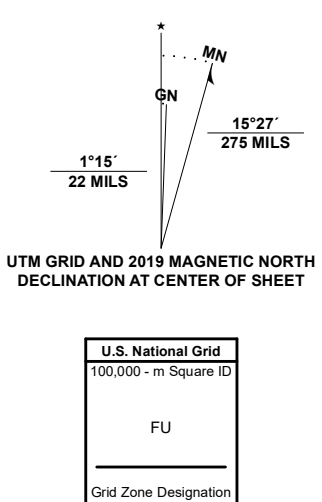 ★
MN
GN
15°27´
275 MILS
1°15´
22 MILS
UTM GRID AND 2019 MAGNETIC NORTH
DECLINATION AT CENTER OF SHEET
U.S. National Grid
100,000 - m Square ID
FU
Grid Zone Designation